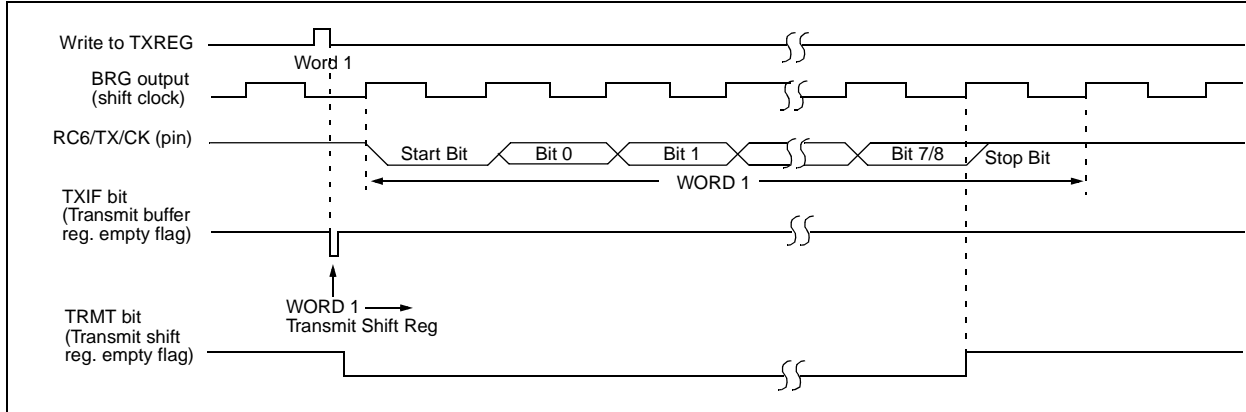 Write to TXREG
Word 1
BRG output
(shift clock)
RC6/TX/CK (pin)
Start Bit
Bit 0
Bit 1
Bit 7/8
Stop Bit
WORD 1
TXIF bit
(Transmit buffer
reg. empty flag)
WORD 1
Transmit Shift Reg
TRMT bit
(Transmit shift
reg. empty flag)